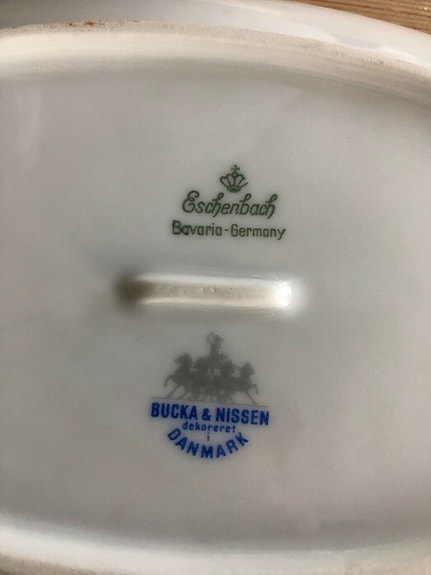 Eschenbach
Bavaria-Germany
BUCKA & NISSEN
dekoreret
i
DANMARK